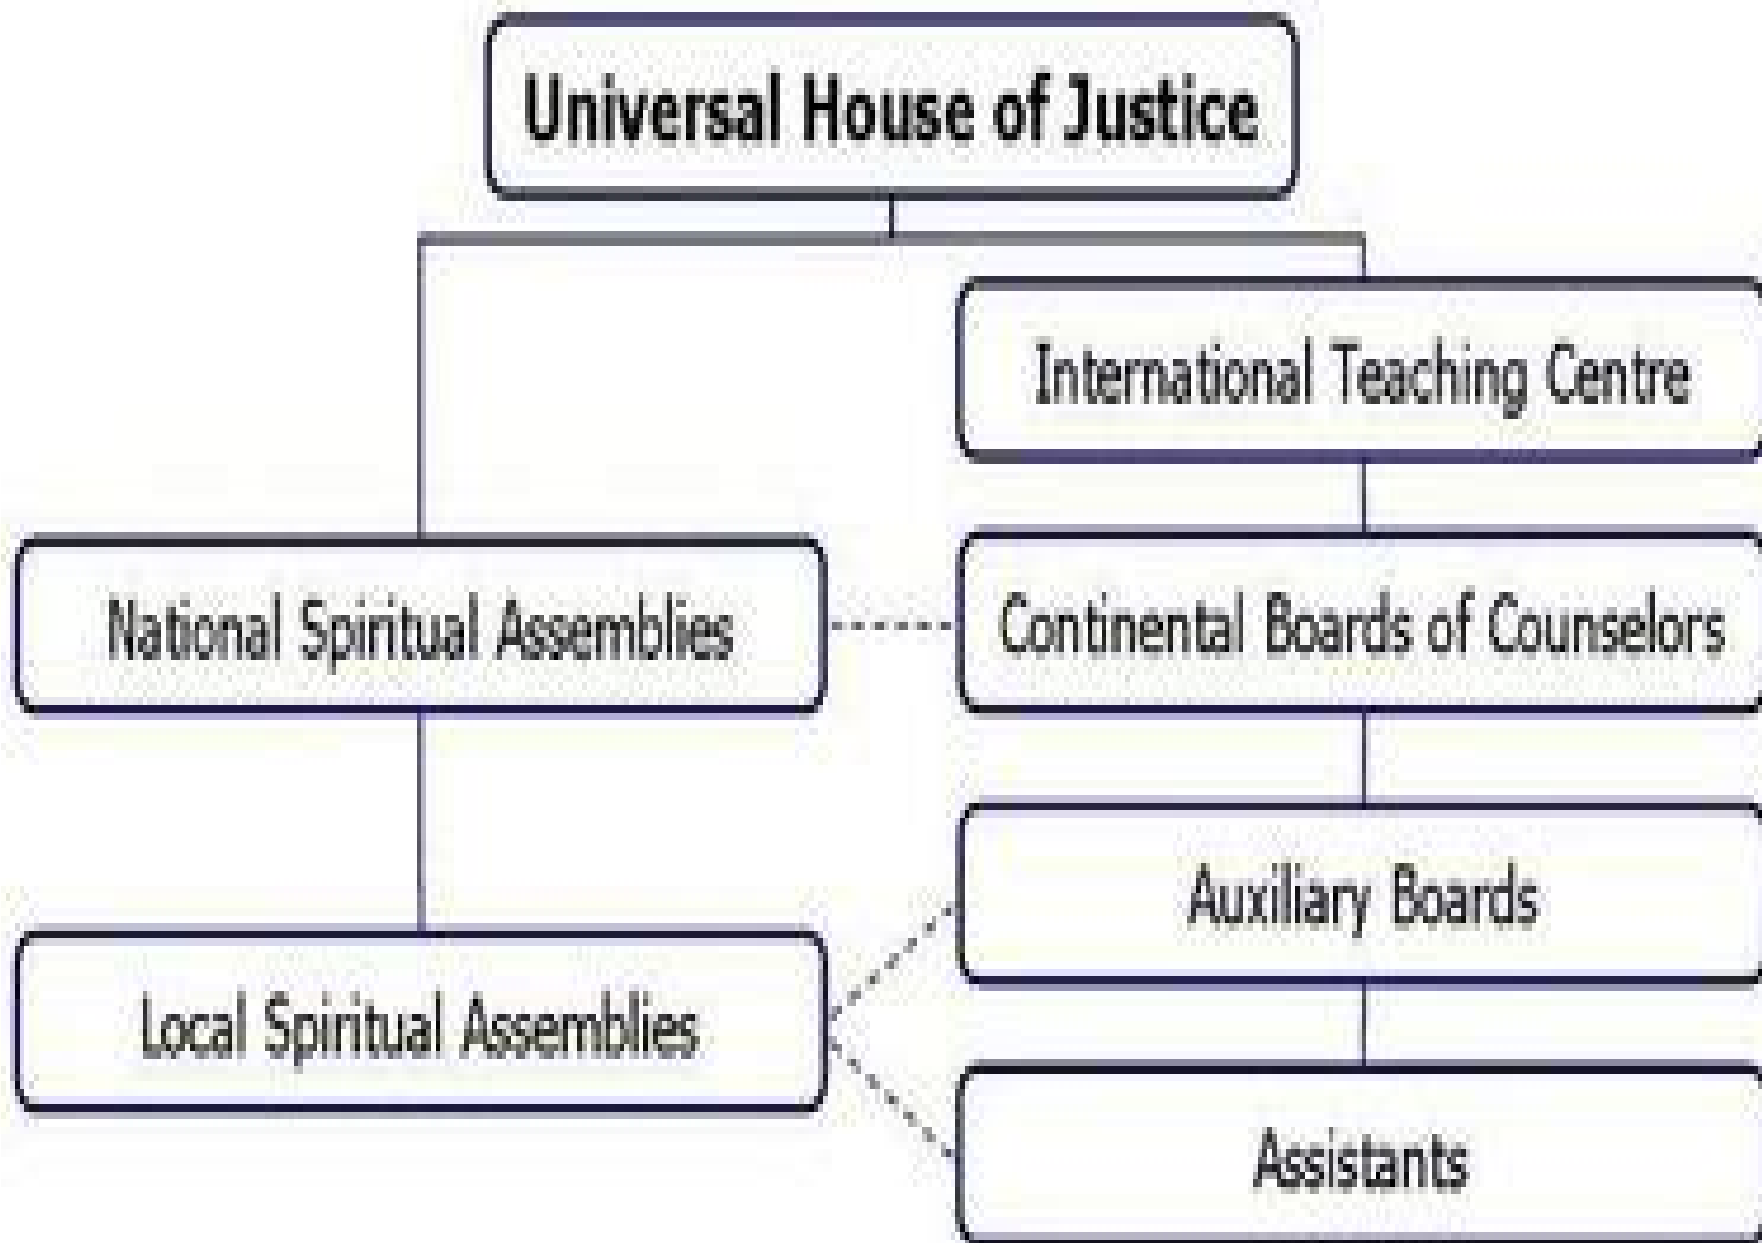 Universal House of Justice
International Teaching Centre
National Spiritual Assemblies
Continental Boards of Counselors
Auxiliary Boards
Local Spiritual Assemblies
Assistants